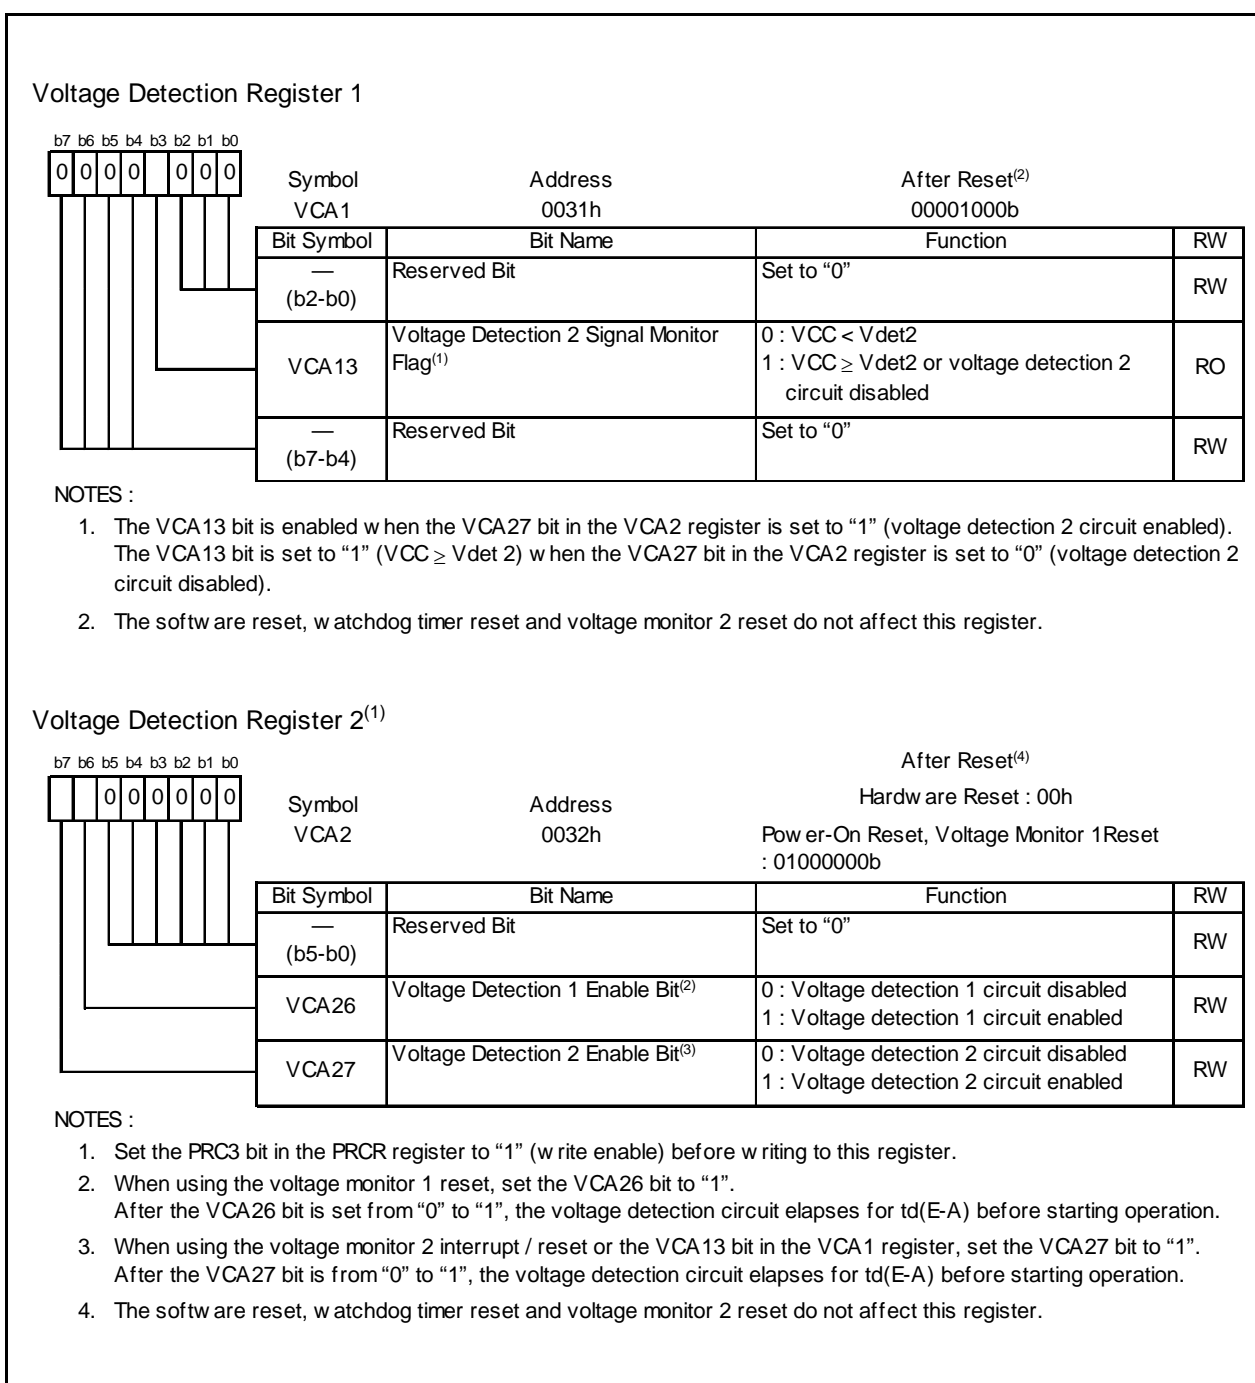 Voltage Detection Register 1
b7 b6 b5 b4 b3 b2 b1 b0
0 0 0 0 0 0 0
Symbol Address After Reset(2)
VCA1 0031h 00001000b
Bit Symbol Bit Name Function RW
—
(b2-b0)
Reserved Bit
Set to “0”
RW
VCA13
Voltage Detection 2 Signal Monitor
Flag(1)
0 : VCC < Vdet2
1 : VCC ≥ Vdet2 or voltage detection 2
circuit disabled
RO
—
(b7-b4)
Reserved Bit
Set to “0”
RW
NOTES :
1. The VCA13 bit is enabled when the VCA27 bit in the VCA2 register is set to “1” (voltage detection 2 circuit enabled).
The VCA13 bit is set to “1” (VCC ≥ Vdet 2) when the VCA27 bit in the VCA2 register is set to “0” (voltage detection 2
circuit disabled).
2. The software reset, watchdog timer reset and voltage monitor 2 reset do not affect this register.
Voltage Detection Register 2(1)
b7 b6 b5 b4 b3 b2 b1 b0
0 0 0 0 0 0
Symbol Address
VCA2 0032h
After Reset(4)
Hardware Reset : 00h
Power-On Reset, Voltage Monitor 1Reset
: 01000000b
Bit Symbol Bit Name Function RW
—
(b5-b0)
Reserved Bit
Set to “0”
RW
VCA26
Voltage Detection 1 Enable Bit(2)
0 : Voltage detection 1 circuit disabled
1 : Voltage detection 1 circuit enabled
RW
VCA27
Voltage Detection 2 Enable Bit(3)
0 : Voltage detection 2 circuit disabled
1 : Voltage detection 2 circuit enabled
RW
NOTES :
1. Set the PRC3 bit in the PRCR register to “1” (write enable) before writing to this register.
2. When using the voltage monitor 1 reset, set the VCA26 bit to “1”.
After the VCA26 bit is set from “0” to “1”, the voltage detection circuit elapses for td(E-A) before starting operation.
3. When using the voltage monitor 2 interrupt / reset or the VCA13 bit in the VCA1 register, set the VCA27 bit to “1”.
After the VCA27 bit is from “0” to “1”, the voltage detection circuit elapses for td(E-A) before starting operation.
4. The software reset, watchdog timer reset and voltage monitor 2 reset do not affect this register.